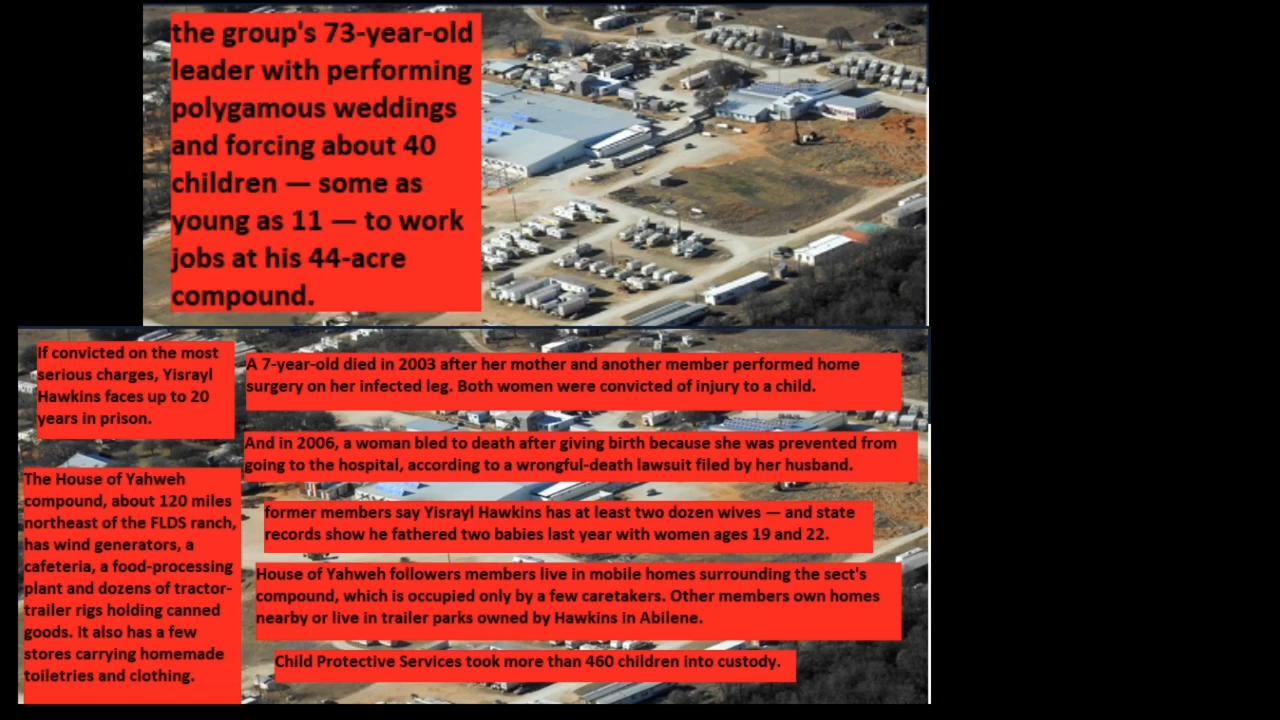 the group's 73-year-old
leader with performing
polygamous weddings
and forcing about 40
children — some as
young as 11 — to work
jobs at his 44-acre
compound.
If convicted on the most
serious charges, Yisrayl
Hawkins faces up to 20
years in prison.
The House of Yahweh
compound, about 120 miles
northeast of the FLDS ranch,
has wind generators, a
cafeteria, a food-processing
plant and dozens of tractor-
trailer rigs holding canned
goods. It also has a few
stores carrying homemade
toiletries and clothing.
A 7-year-old died in 2003 after her mother and another member performed home
surgery on her infected leg. Both women were convicted of injury to a child.
And in 2006, a woman bled to death after giving birth because she was prevented from
going to the hospital, according to a wrongful-death lawsuit filed by her husband.
former members say Yisrayl Hawkins has at least two dozen wives — and state
records show he fathered two babies last year with women ages 19 and 22.
House of Yahweh followers members live in mobile homes surrounding the sect's
compound, which is occupied only by a few caretakers. Other members own homes
nearby or live in trailer parks owned by Hawkins in Abilene.
Child Protective Services took more than 460 children into custody.